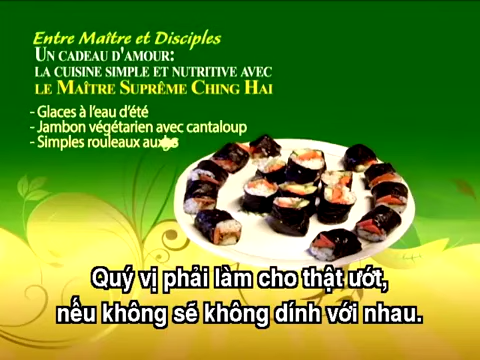 Entre Maître et Disciples
UN CADEAU D'AMOUR:
LA CUISINE SIMPLE ET NUTRITIVE AVEC
LE MAÎTRE SUPRÊME CHING HAI
- Glaces à l'eau d'été
- Jambon végétarien avec cantaloup
- Simples rouleaux aux
Quý vị phải làm cho thật ướt,
nếu không sẽ không dính với nhau.